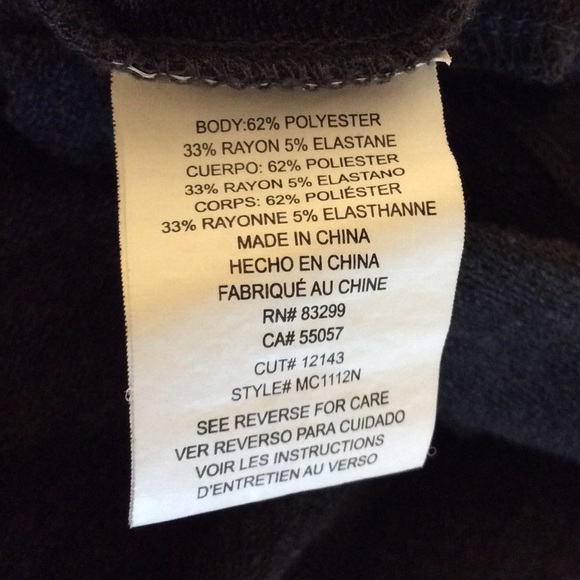 BODY:62% POLYESTER
33% RAYON 5% ELASTANE
CUERPO: 62% POLIESTER
33% RAYON 5% ELASTANO
CORPS: 62% POLIÉSTER
33% RAYONNE 5% ELASTHANNE
MADE IN CHINA
HECHO EN CHINA
FABRIQUÉ AU CHINE
RN# 83299
CA# 55057
CUT# 12143
STYLE# MC1112N
SEE REVERSE FOR CARE
VER REVERSO PARA CUIDADO
VOIR LES INSTRUCTIONS
D'ENTRETIEN AU VERSO